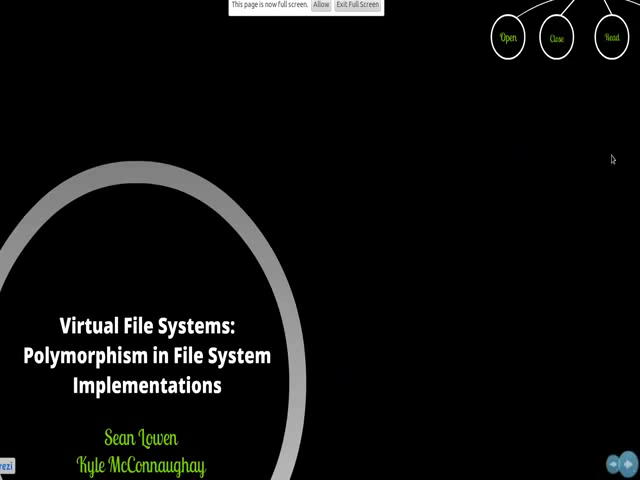 This page is now full screen. Allow Exit Full Screen
Open Close Read
Virtual File Systems:
Polymorphism in File System
Implementations
Sean Lowen
Kyle McConnaughay
rezi